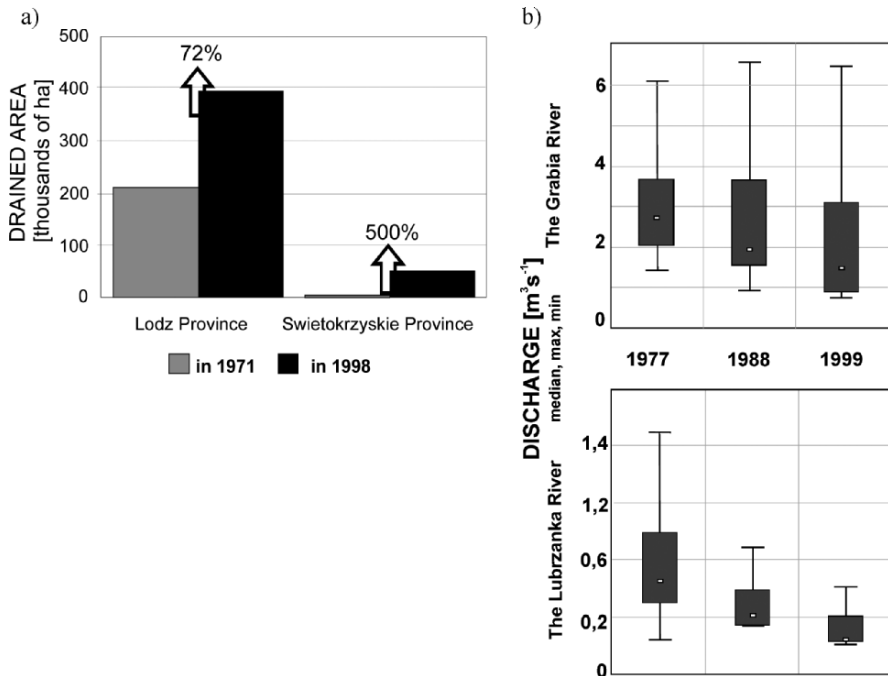 a)
DRAINED AREA
[thousands of ha]
500
400
300
200
100
0
72%
500%
Lodz Province
Swietokrzyskie Province
in 1971
in 1998
b)
DISCHARGE [m³s⁻¹]
median, max, min
The Grabia River
6
4
2
0
1977
1988
1999
The Lubrzanka River
1,4
1,2
0,6
0,2
0